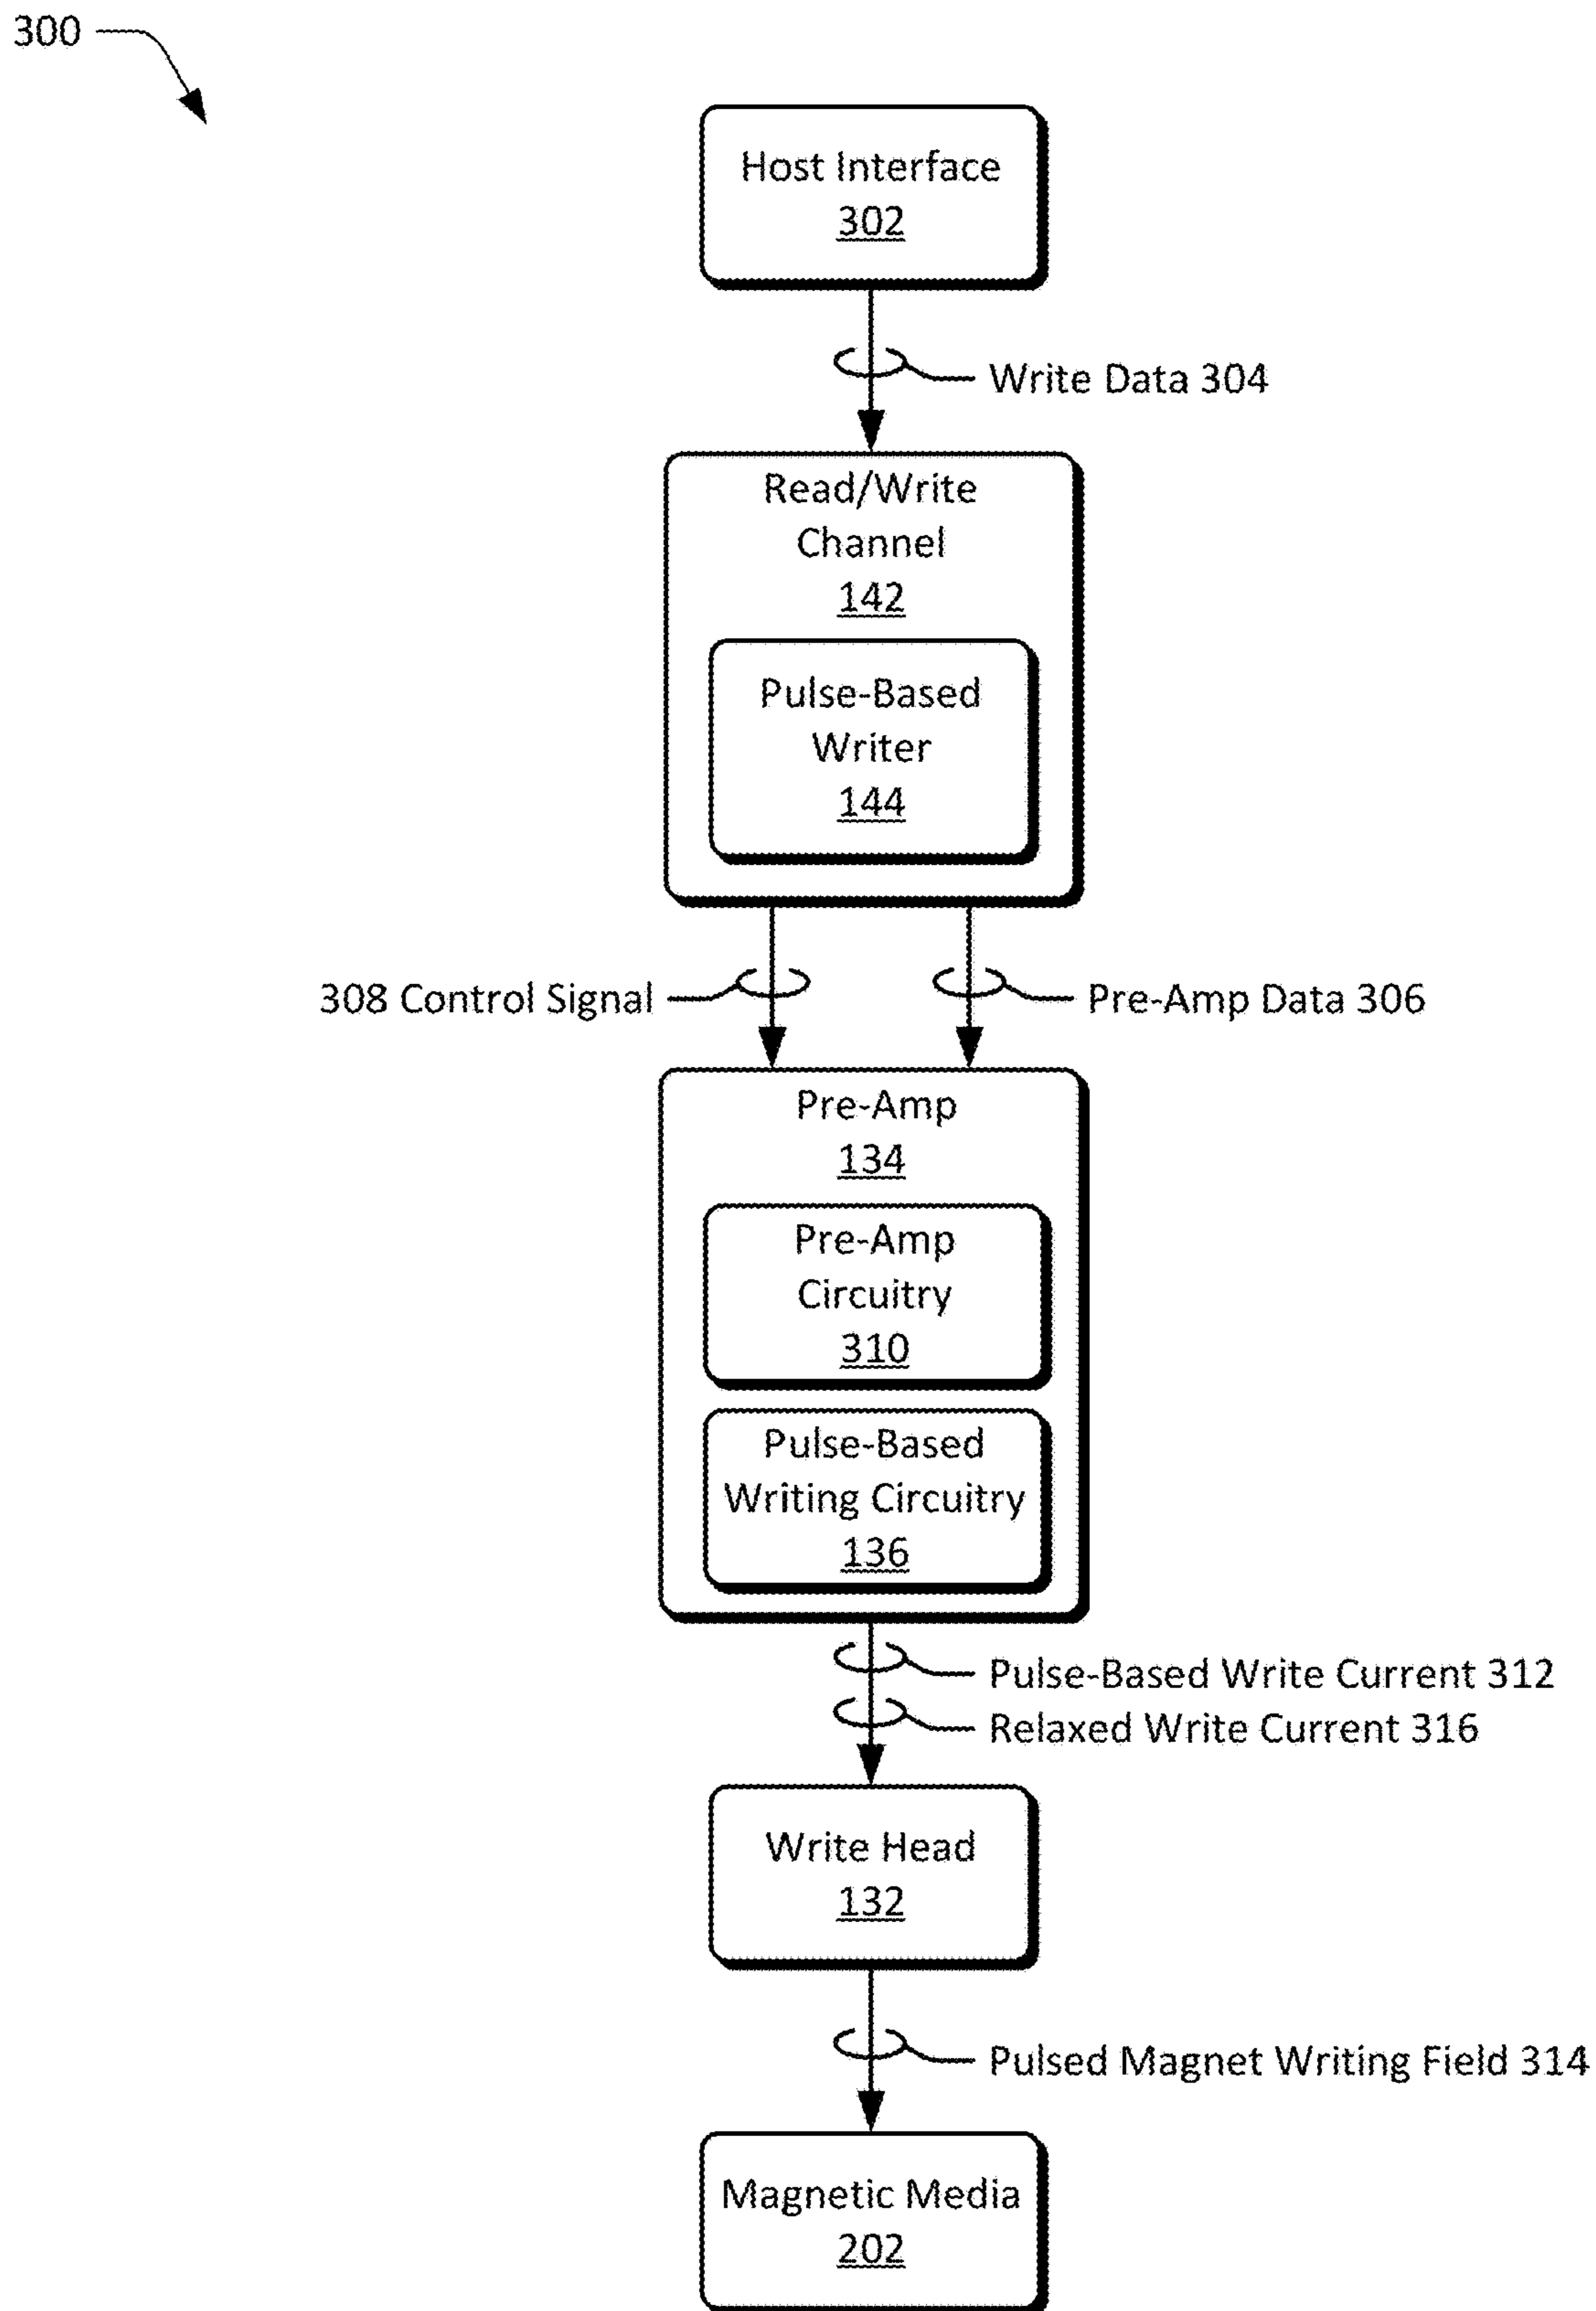 300
Host Interface
302
Write Data 304
Read/Write
Channel
142
Pulse-Based
Writer
144
308 Control Signal
Pre-Amp Data 306
Pre-Amp
134
Pre-Amp
Circuitry
310
Pulse-Based
Writing Circuitry
136
Pulse-Based Write Current 312
Relaxed Write Current 316
Write Head
132
Pulsed Magnet Writing Field 314
Magnetic Media
202